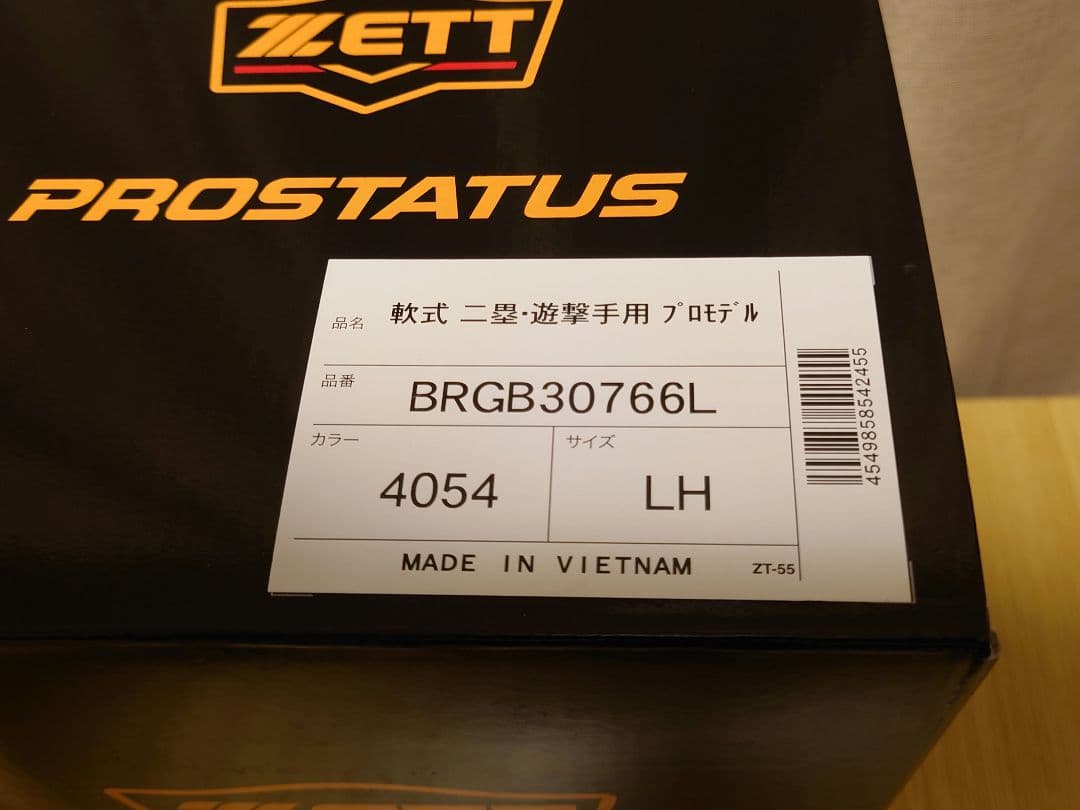 ZETT
PROSTATUS
品名 軟式 二塁・遊撃手用 ﾌﾟﾛﾓﾃﾞﾙ
品番 BRGB30766L
カラー 4054
サイズ LH
MADE IN VIETNAM ZT-55
4549858542455